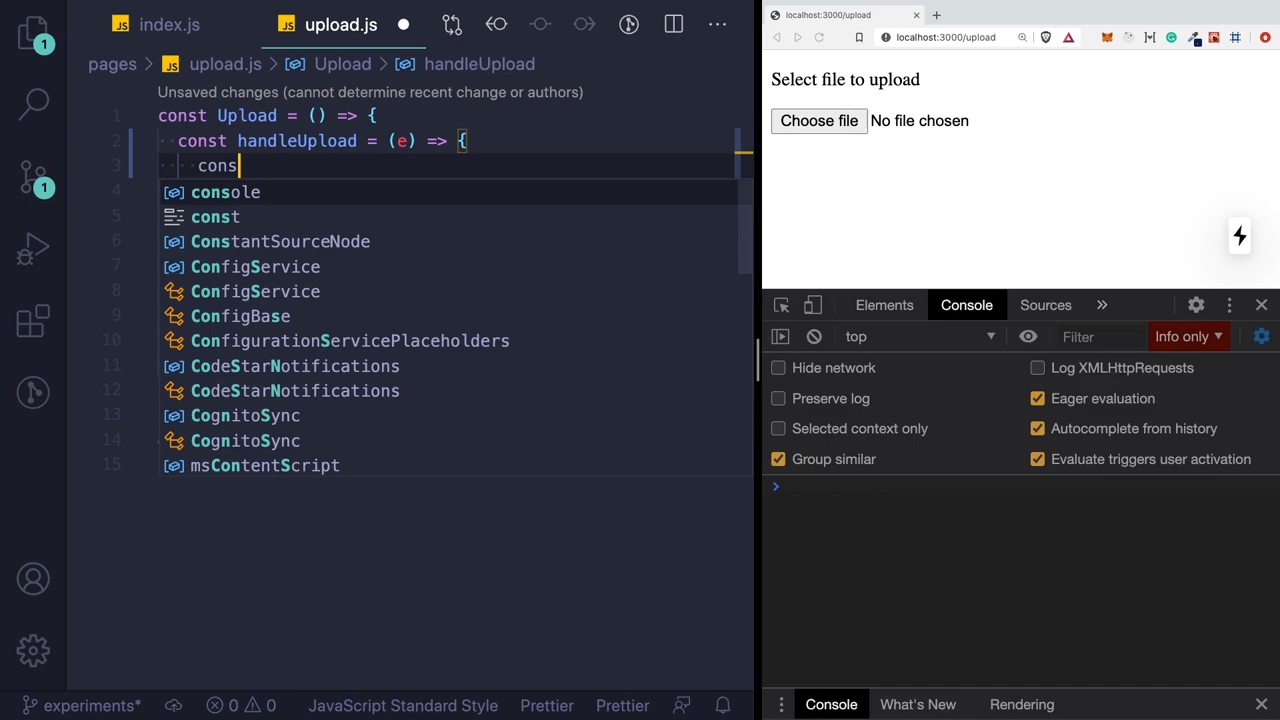 JS index.js
JS upload.js
pages > JS upload.js > Upload > handleUpload
Unsaved changes (cannot determine recent change or authors)
1 const Upload = () => {
2 const handleUpload = (e) => {
3 cons
4 console
5 const
6 ConstantSourceNode
7 ConfigService
8 ConfigService
9 ConfigBase
10 ConfigurationServicePlaceholders
11 CodeStarNotifications
12 CodeStarNotifications
13 CognitoSync
14 CognitoSync
15 msContentScript
1
1
experiments* 0 0 JavaScript Standard Style Prettier Prettier
localhost:3000/upload
localhost:3000/upload
Select file to upload
Choose file No file chosen
Elements Console Sources
top Filter Info only
Hide network Log XMLHttpRequests
Preserve log Eager evaluation
Selected context only Autocomplete from history
Group similar Evaluate triggers user activation
Console What's New Rendering